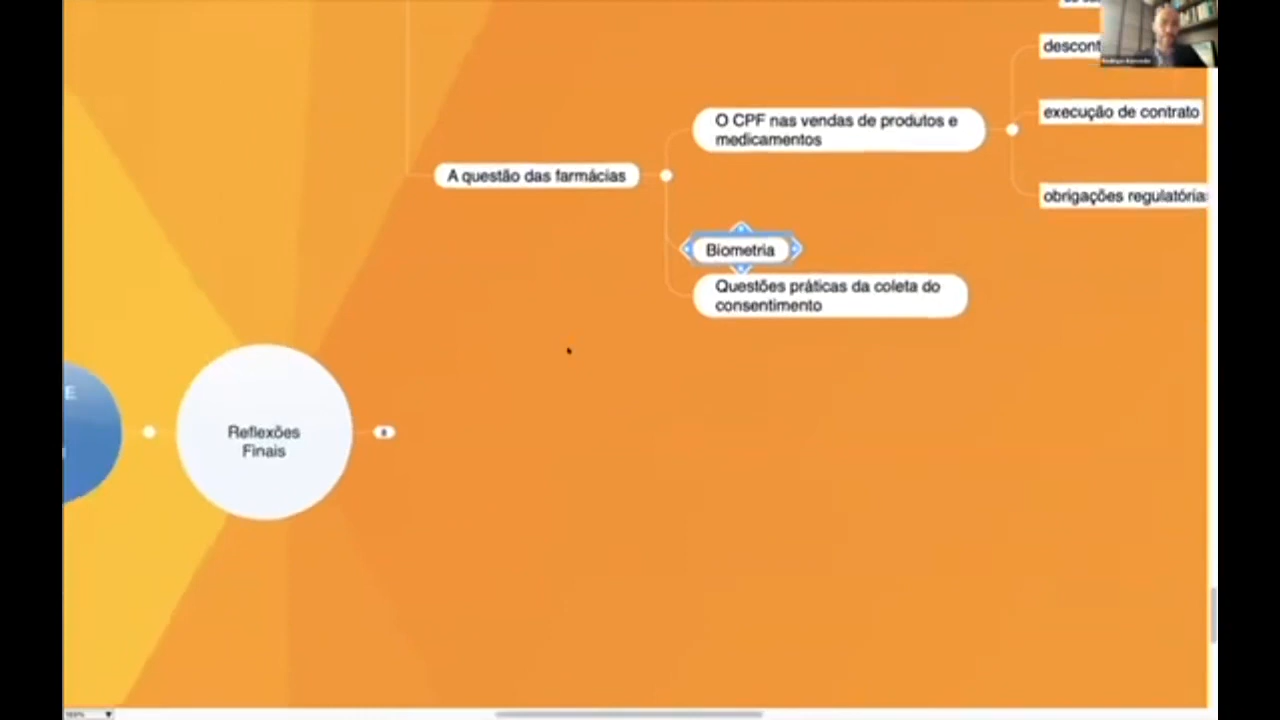 descont
O CPF nas vendas de produtos e
medicamentos
execução de contrato
A questão das farmácias
obrigações regulatórias
Biometria
Questões práticas da coleta do
consentimento
E
Reflexões
Finais